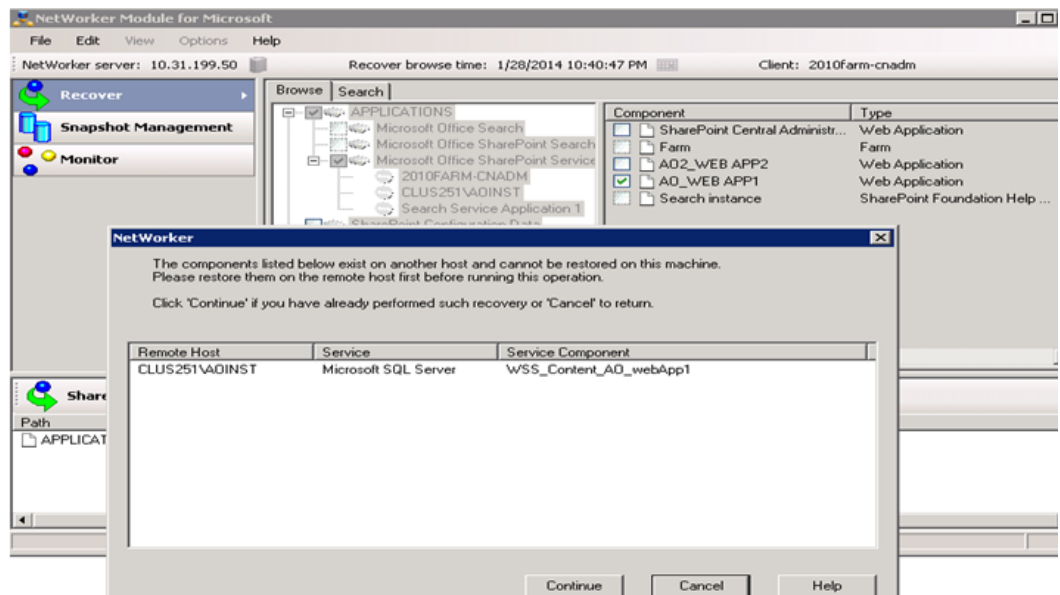 NetWorker Module for Microsoft
File Edit View Options Help
NetWorker server: 10.31.199.50 Recover browse time: 1/28/2014 10:40:47 PM Client: 2010farm-cnadm
Recover
Snapshot Management
Monitor
Browse Search
APPLICATIONS
Microsoft Office Search
Microsoft Office SharePoint Search
Microsoft Office SharePoint Service
2010FARM-CNADM
CLUS251\AOINST
Search Service Application 1
SharePoint Configuration Data
Component Type
SharePoint Central Administr... Web Application
Farm Farm
AO2_WEB APP2 Web Application
AO_WEB APP1 Web Application
Search instance SharePoint Foundation Help ...
NetWorker
The components listed below exist on another host and cannot be restored on this machine.
Please restore them on the remote host first before running this operation.
Click 'Continue' if you have already performed such recovery or 'Cancel' to return.
Remote Host Service Service Component
CLUS251\AOINST Microsoft SQL Server WSS_Content_AO_webApp1
Share
Path
APPLICAT
Continue Cancel Help